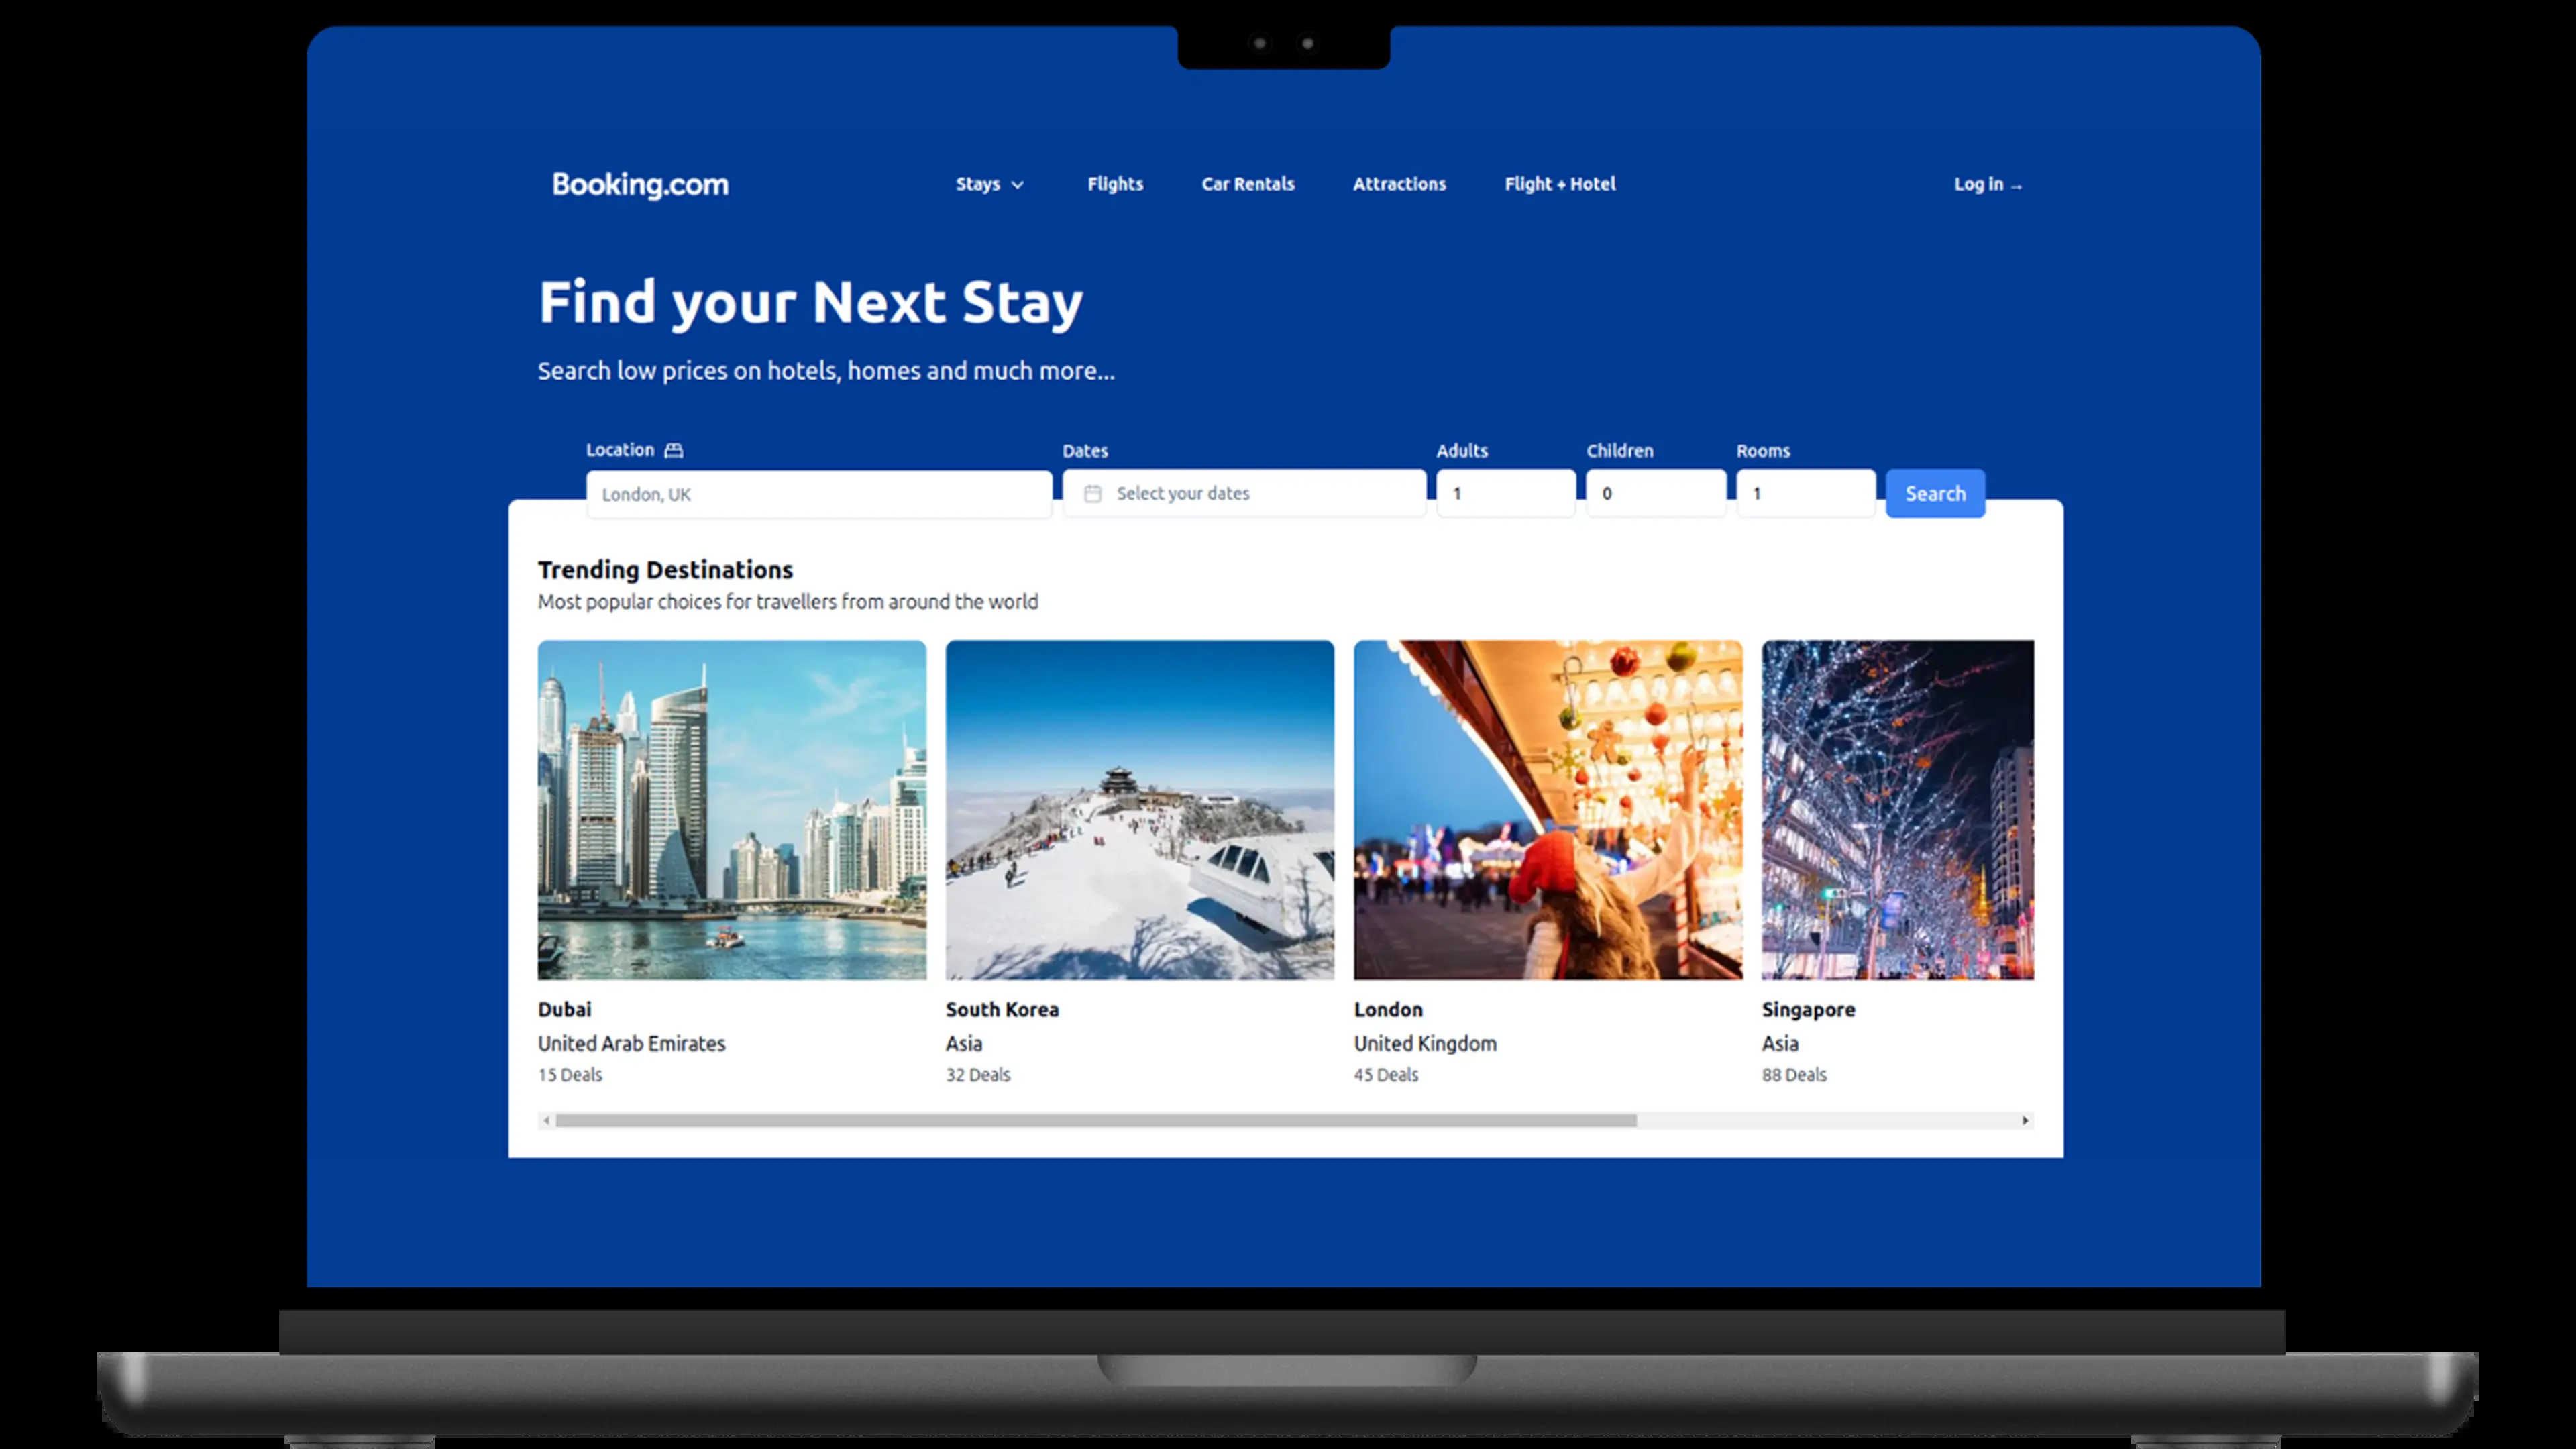 Booking.com
Stays
Flights
Car Rentals
Attractions
Flight + Hotel
Log in →
Find your Next Stay
Search low prices on hotels, homes and much more...
Location
Dates
Adults
Children
Rooms
London, UK
Select your dates
1
0
1
Search
Trending Destinations
Most popular choices for travellers from around the world
Dubai
United Arab Emirates
15 Deals
South Korea
Asia
32 Deals
London
United Kingdom
45 Deals
Singapore
Asia
88 Deals